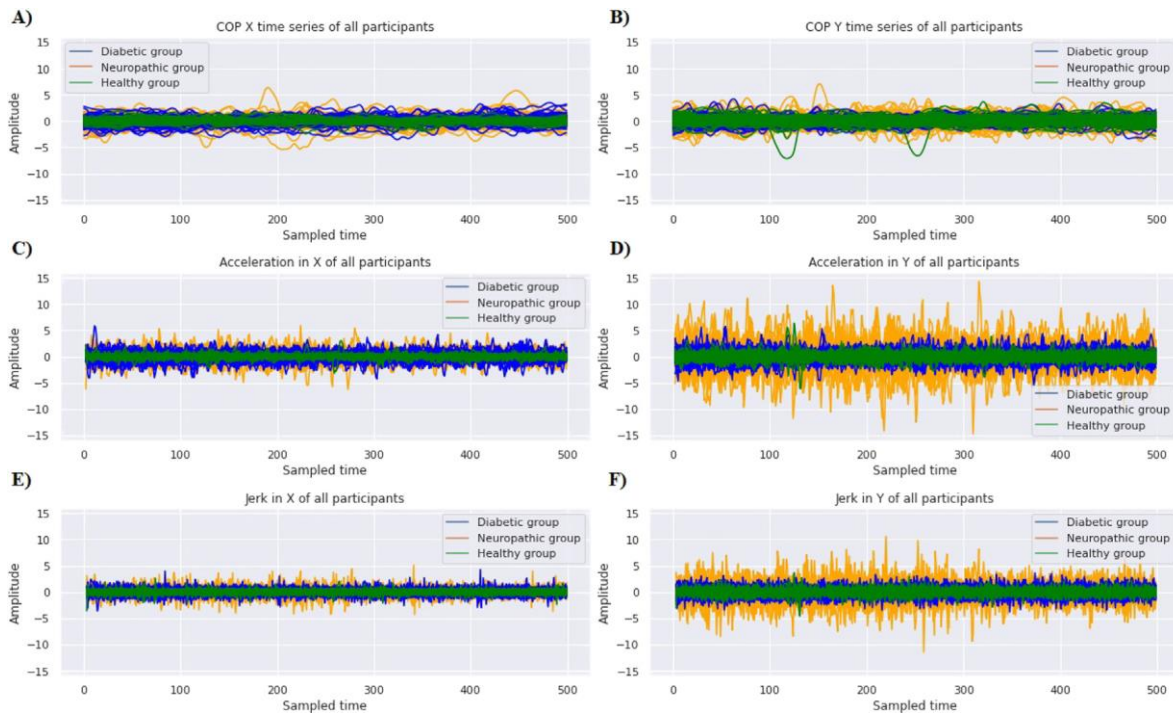 A)
COP X time series of all participants
15
10
5
0
−5
−10
−15
Amplitude
Diabetic group
Neuropathic group
Healthy group
0 100 200 300 400 500
Sampled time
B)
COP Y time series of all participants
15
10
5
0
−5
−10
−15
Amplitude
Diabetic group
Neuropathic group
Healthy group
0 100 200 300 400 500
Sampled time
C)
Acceleration in X of all participants
15
10
5
0
−5
−10
−15
Amplitude
Diabetic group
Neuropathic group
Healthy group
0 100 200 300 400 500
Sampled time
D)
Acceleration in Y of all participants
15
10
5
0
−5
−10
−15
Amplitude
Diabetic group
Neuropathic group
Healthy group
0 100 200 300 400 500
Sampled time
E)
Jerk in X of all participants
15
10
5
0
−5
−10
−15
Amplitude
Diabetic group
Neuropathic group
Healthy group
0 100 200 300 400 500
Sampled time
F)
Jerk in Y of all participants
15
10
5
0
−5
−10
−15
Amplitude
Diabetic group
Neuropathic group
Healthy group
0 100 200 300 400 500
Sampled time